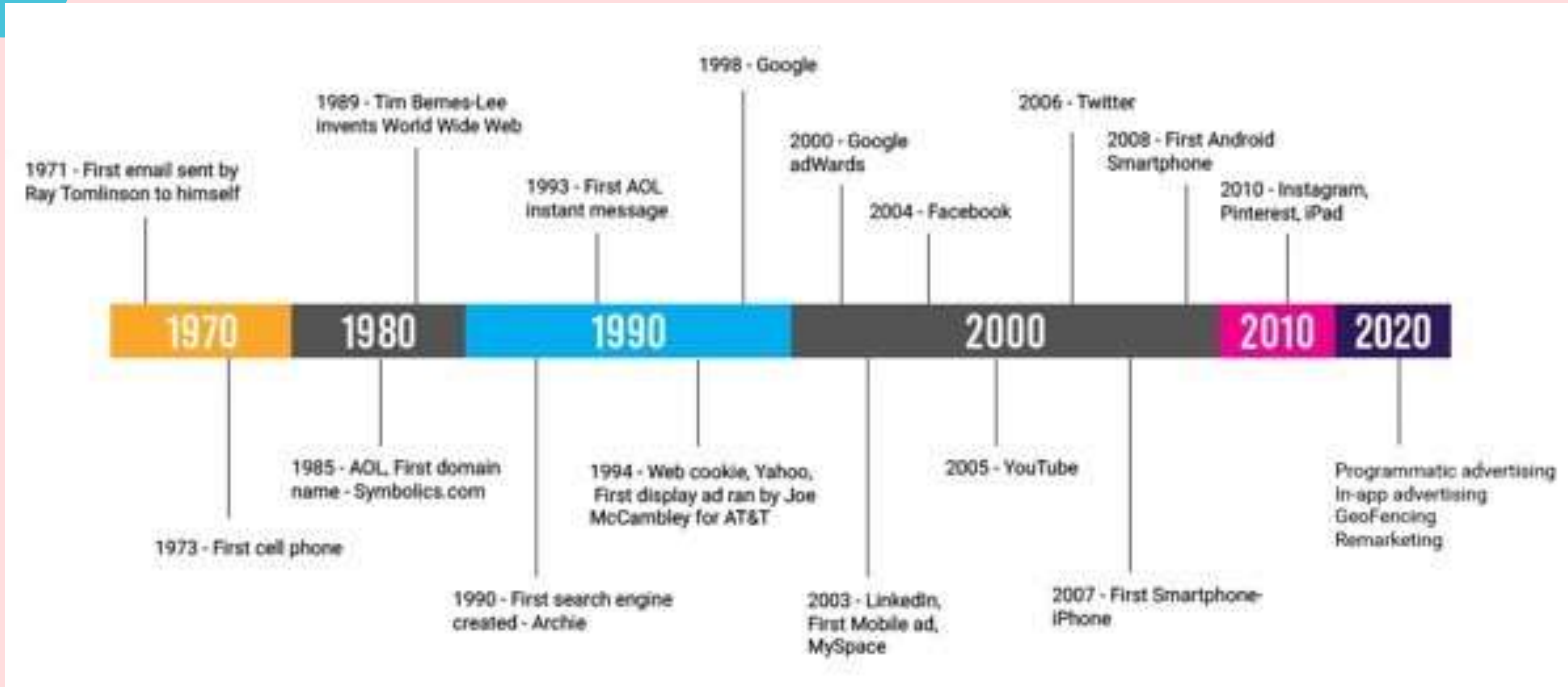 1998 - Google
1989 - Tim Bernes-Lee
invents World Wide Web
2006 - Twitter
2000 - Google
adWards
2008 - First Android
Smartphone
1971 - First email sent by
Ray Tomlinson to himself
1993 - First AOL
instant message
2004 - Facebook
2010 - Instagram,
Pinterest, iPad
1970
1980
1990
2000
2010
2020
1985 - AOL, First domain
name - Symbolics.com
1994 - Web cookie, Yahoo,
First display ad ran by Joe
McCambley for AT&T
2005 - YouTube
Programmatic advertising
In-app advertising
GeoFencing
Remarketing
1973 - First cell phone
1990 - First search engine
created - Archie
2003 - LinkedIn,
First Mobile ad,
MySpace
2007 - First Smartphone-
iPhone